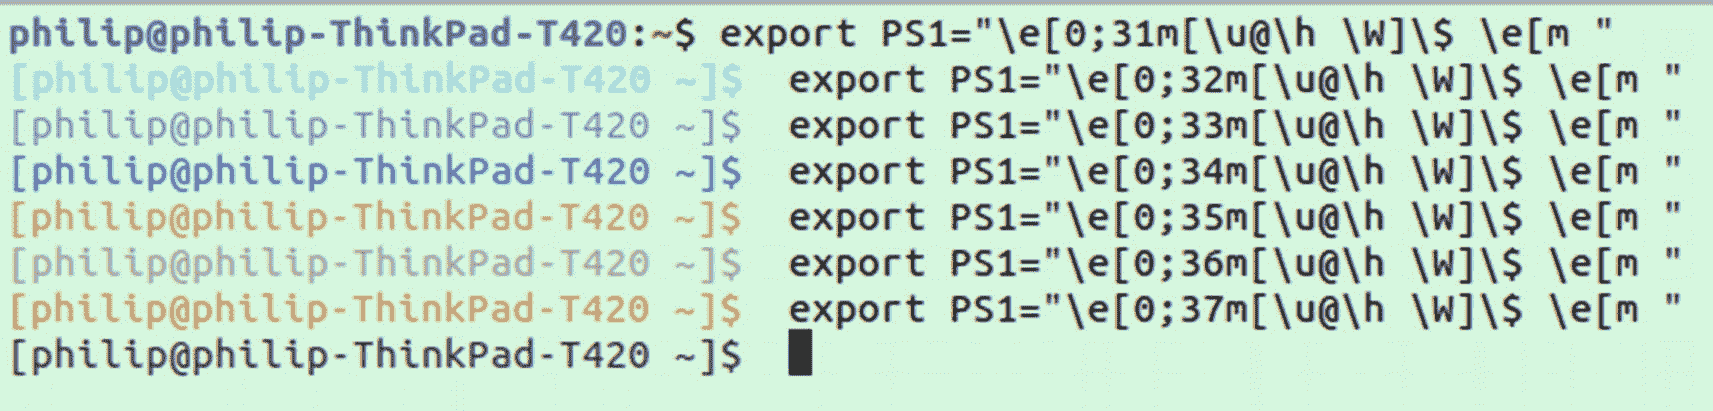 philip@philip-ThinkPad-T420:~$ export PS1="\e[0;31m[\u@\h \W]\$ \e[m "
[philip@philip-ThinkPad-T420 ~]$  export PS1="\e[0;32m[\u@\h \W]\$ \e[m "
[philip@philip-ThinkPad-T420 ~]$  export PS1="\e[0;33m[\u@\h \W]\$ \e[m "
[philip@philip-ThinkPad-T420 ~]$  export PS1="\e[0;34m[\u@\h \W]\$ \e[m "
[philip@philip-ThinkPad-T420 ~]$  export PS1="\e[0;35m[\u@\h \W]\$ \e[m "
[philip@philip-ThinkPad-T420 ~]$  export PS1="\e[0;36m[\u@\h \W]\$ \e[m "
[philip@philip-ThinkPad-T420 ~]$  export PS1="\e[0;37m[\u@\h \W]\$ \e[m "
[philip@philip-ThinkPad-T420 ~]$